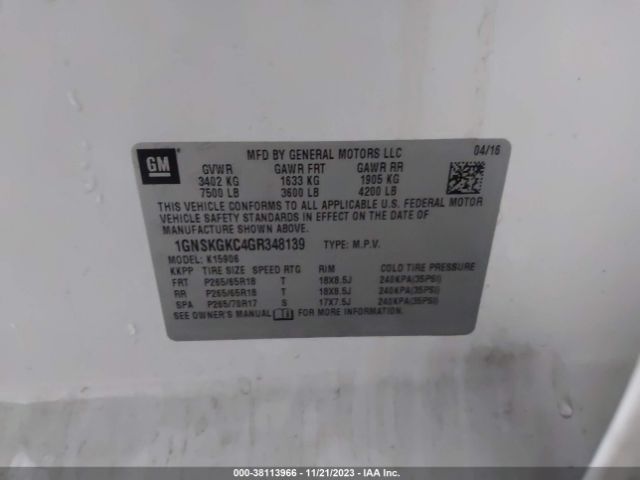 GM
MFD BY GENERAL MOTORS LLC 04/16
GVWR GAWR FRT GAWR RR
3402 KG 1633 KG 1905 KG
7500 LB 3600 LB 4200 LB
THIS VEHICLE CONFORMS TO ALL APPLICABLE U.S. FEDERAL MOTOR
VEHICLE SAFETY STANDARDS IN EFFECT ON THE DATE OF
MANUFACTURE SHOWN ABOVE.
1GNSKGKC4GR348139 TYPE: M.P.V.
MODEL: K15906
KKPP TIRE SIZE SPEED RTG RIM COLD TIRE PRESSURE
FRT P265/65R18 T 18X8.5J 240KPA(35PSI)
RR P265/65R18 T 18X8.5J 240KPA(35PSI)
SPA P265/70R17 S 17X7.5J 240KPA(35PSI)
SEE OWNER'S MANUAL FOR MORE INFORMATION.
000-38113966 - 11/21/2023 - IAA Inc.